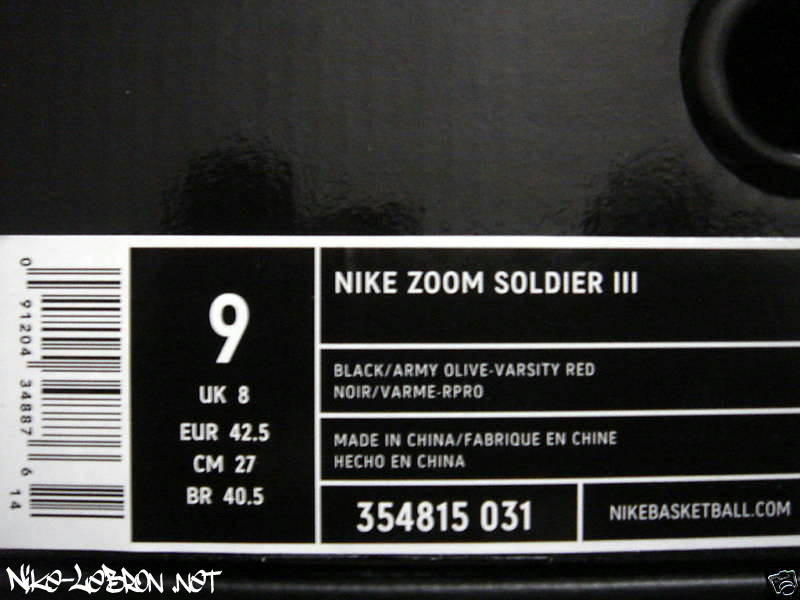 0 91204 34887 6 14
9
UK 8
EUR 42.5
CM 27
BR 40.5
NIKE ZOOM SOLDIER III
BLACK/ARMY OLIVE-VARSITY RED
NOIR/VARME-RPRO
MADE IN CHINA/FABRIQUE EN CHINE
HECHO EN CHINA
354815 031
NIKEBASKETBALL.COM
NIKE-LEBRON.NET